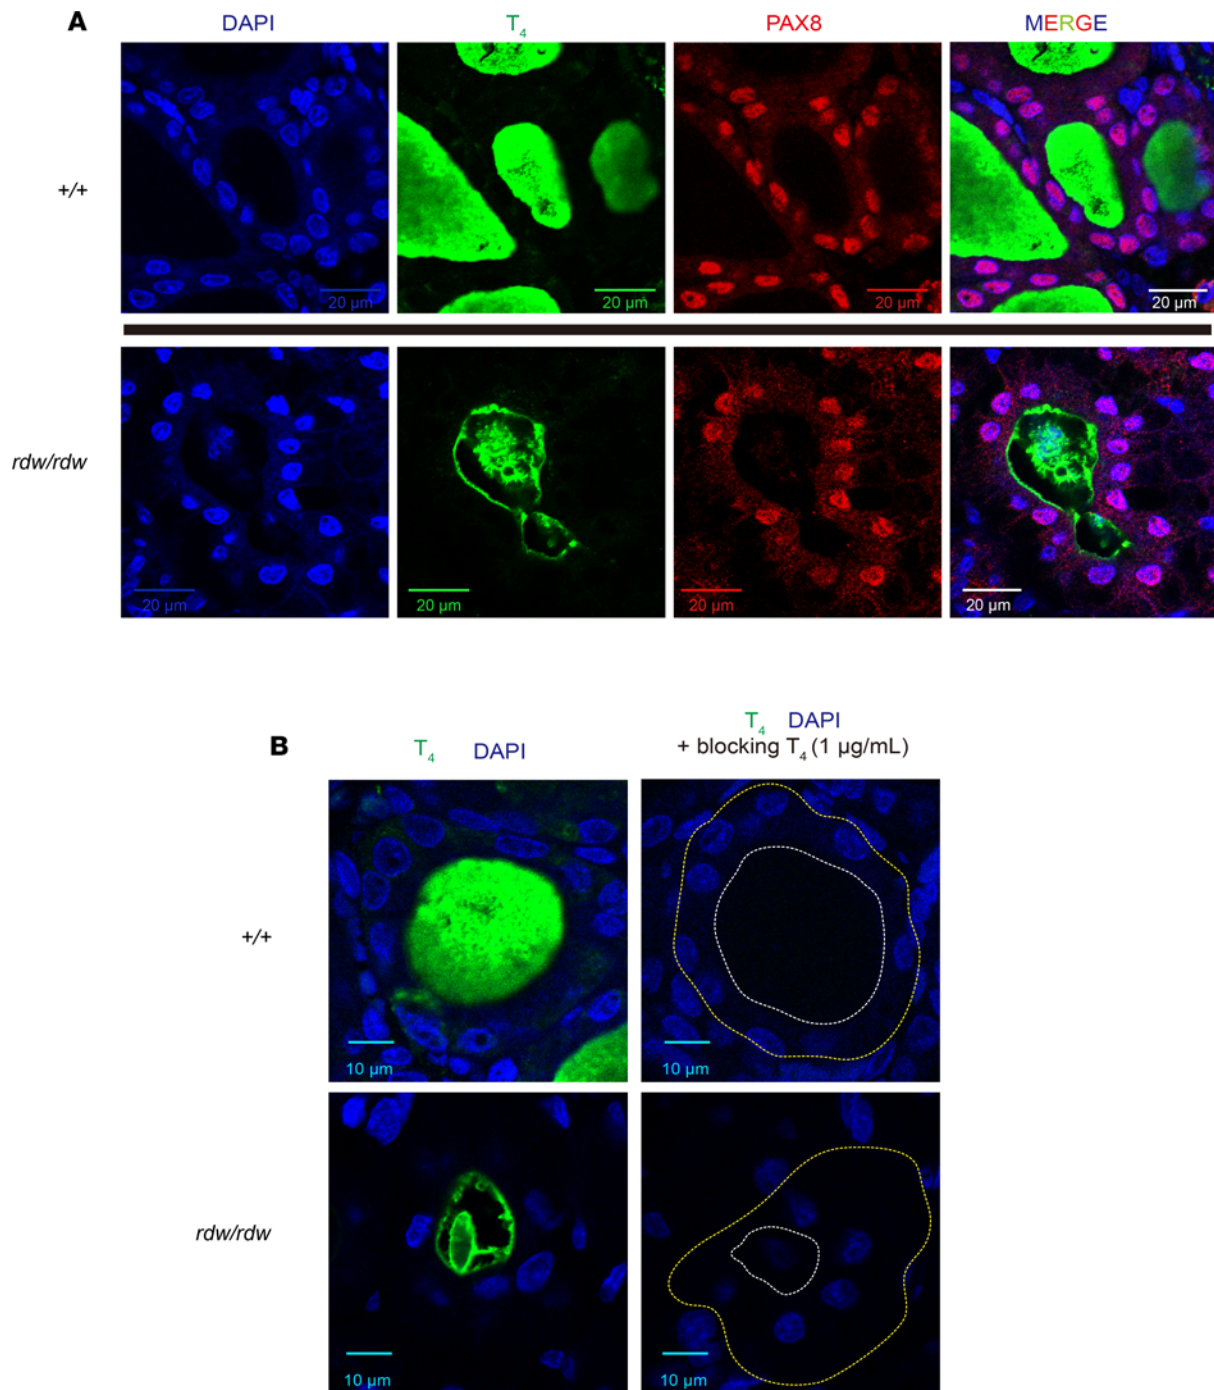 A
DAPI T₄ PAX8 MERGE
+/+
20 µm 20 µm 20 µm 20 µm
rdw/rdw
20 µm 20 µm 20 µm 20 µm
B
T₄ DAPI
T₄ DAPI
+ blocking T₄ (1 µg/mL)
+/+
10 µm 10 µm
rdw/rdw
10 µm 10 µm